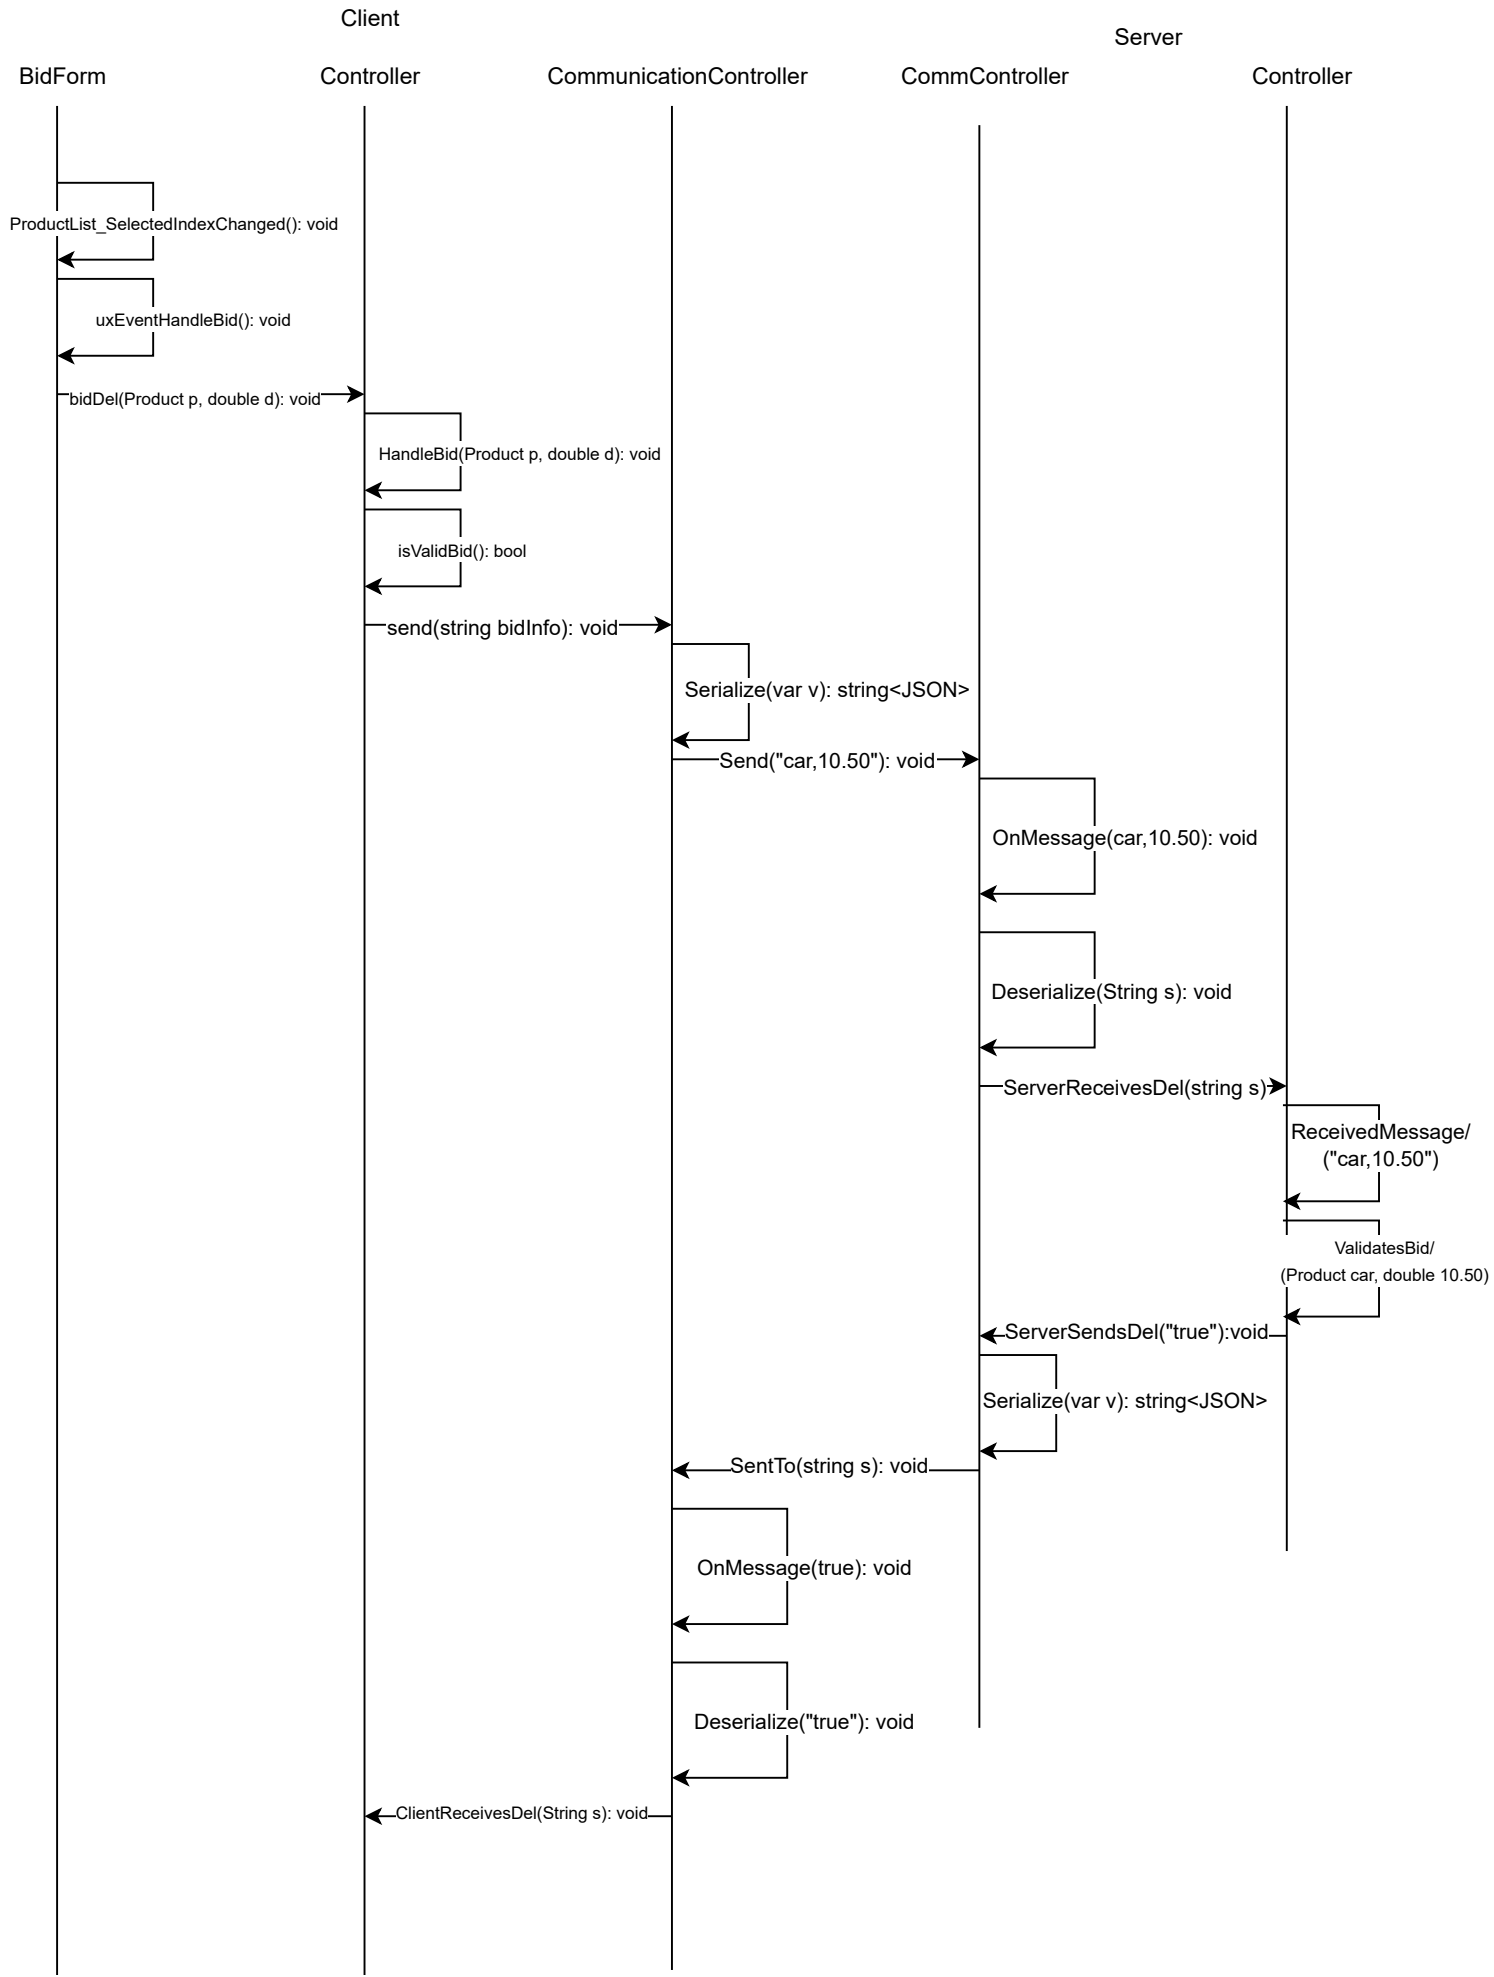 Client
Server
BidForm
Controller
CommunicationController
CommController
Controller
ProductList_SelectedIndexChanged(): void
uxEventHandleBid(): void
bidDel(Product p, double d): void
HandleBid(Product p, double d): void
isValidBid(): bool
send(string bidInfo): void
Serialize(var v): string<JSON>
Send("car,10.50"): void
OnMessage(car,10.50): void
Deserialize(String s): void
ServerReceivesDel(string s)
ReceivedMessage/
("car,10.50")
ValidatesBid/
(Product car, double 10.50)
ServerSendsDel("true"):void
Serialize(var v): string<JSON>
SentTo(string s): void
OnMessage(true): void
Deserialize("true"): void
ClientReceivesDel(String s): void